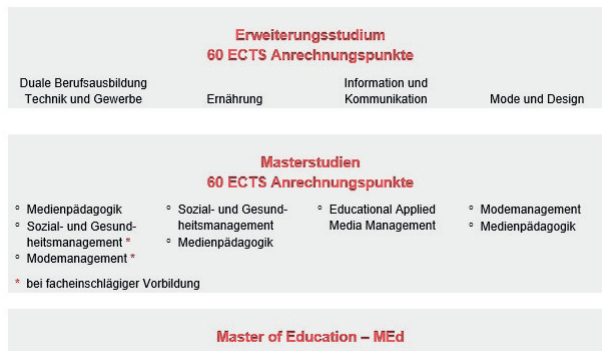 Erweiterungsstudium
60 ECTS Anrechnungspunkte
Duale Berufsausbildung
Technik und Gewerbe
Ernährung
Information und
Kommunikation
Mode und Design
Masterstudien
60 ECTS Anrechnungspunkte
° Medienpädagogik
° Sozial- und Gesund-
heitsmanagement *
° Modemanagement *
° Sozial- und Gesund-
heitsmanagement
° Medienpädagogik
° Educational Applied
Media Management
° Modemanagement
° Medienpädagogik
* bei facheinschlägiger Vorbildung
Master of Education – MEd